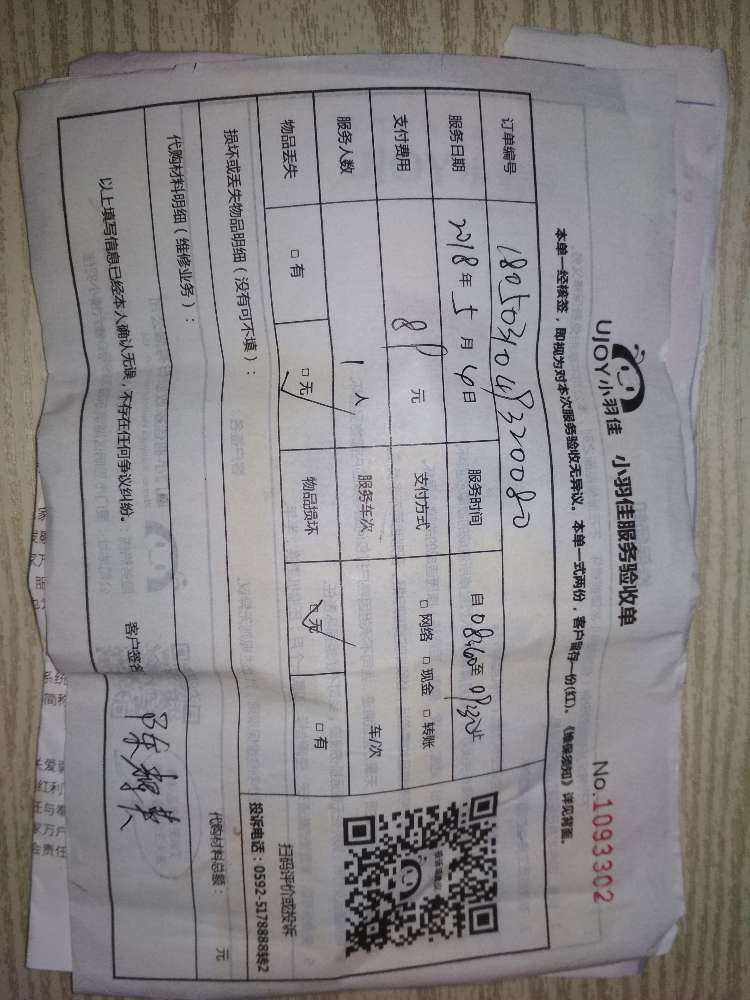 UJOY小羽佳 小羽佳服务验收单 No.1093302
本单一经核签，即视为对本次服务验收无异议。本单一式两份，客户留存一份(红)。《维保须知》详见背面。
订单编号 180503404932008
服务日期 2018年5月4日 服务时间 自08:00至
支付费用 元 支付方式 □网络 □现金 □转账
服务人数 1人 服务车次 车/次
物品丢失 □有 □无 物品损坏 □无 □有
损坏或丢失物品明细（没有可不填）：
扫码评价或投诉
投诉电话：0592-5178888转2
代购材料明细（维修业务）： 代购材料总额： 元
以上填写信息已经本人确认无误，不存在任何争议纠纷。 客户签名